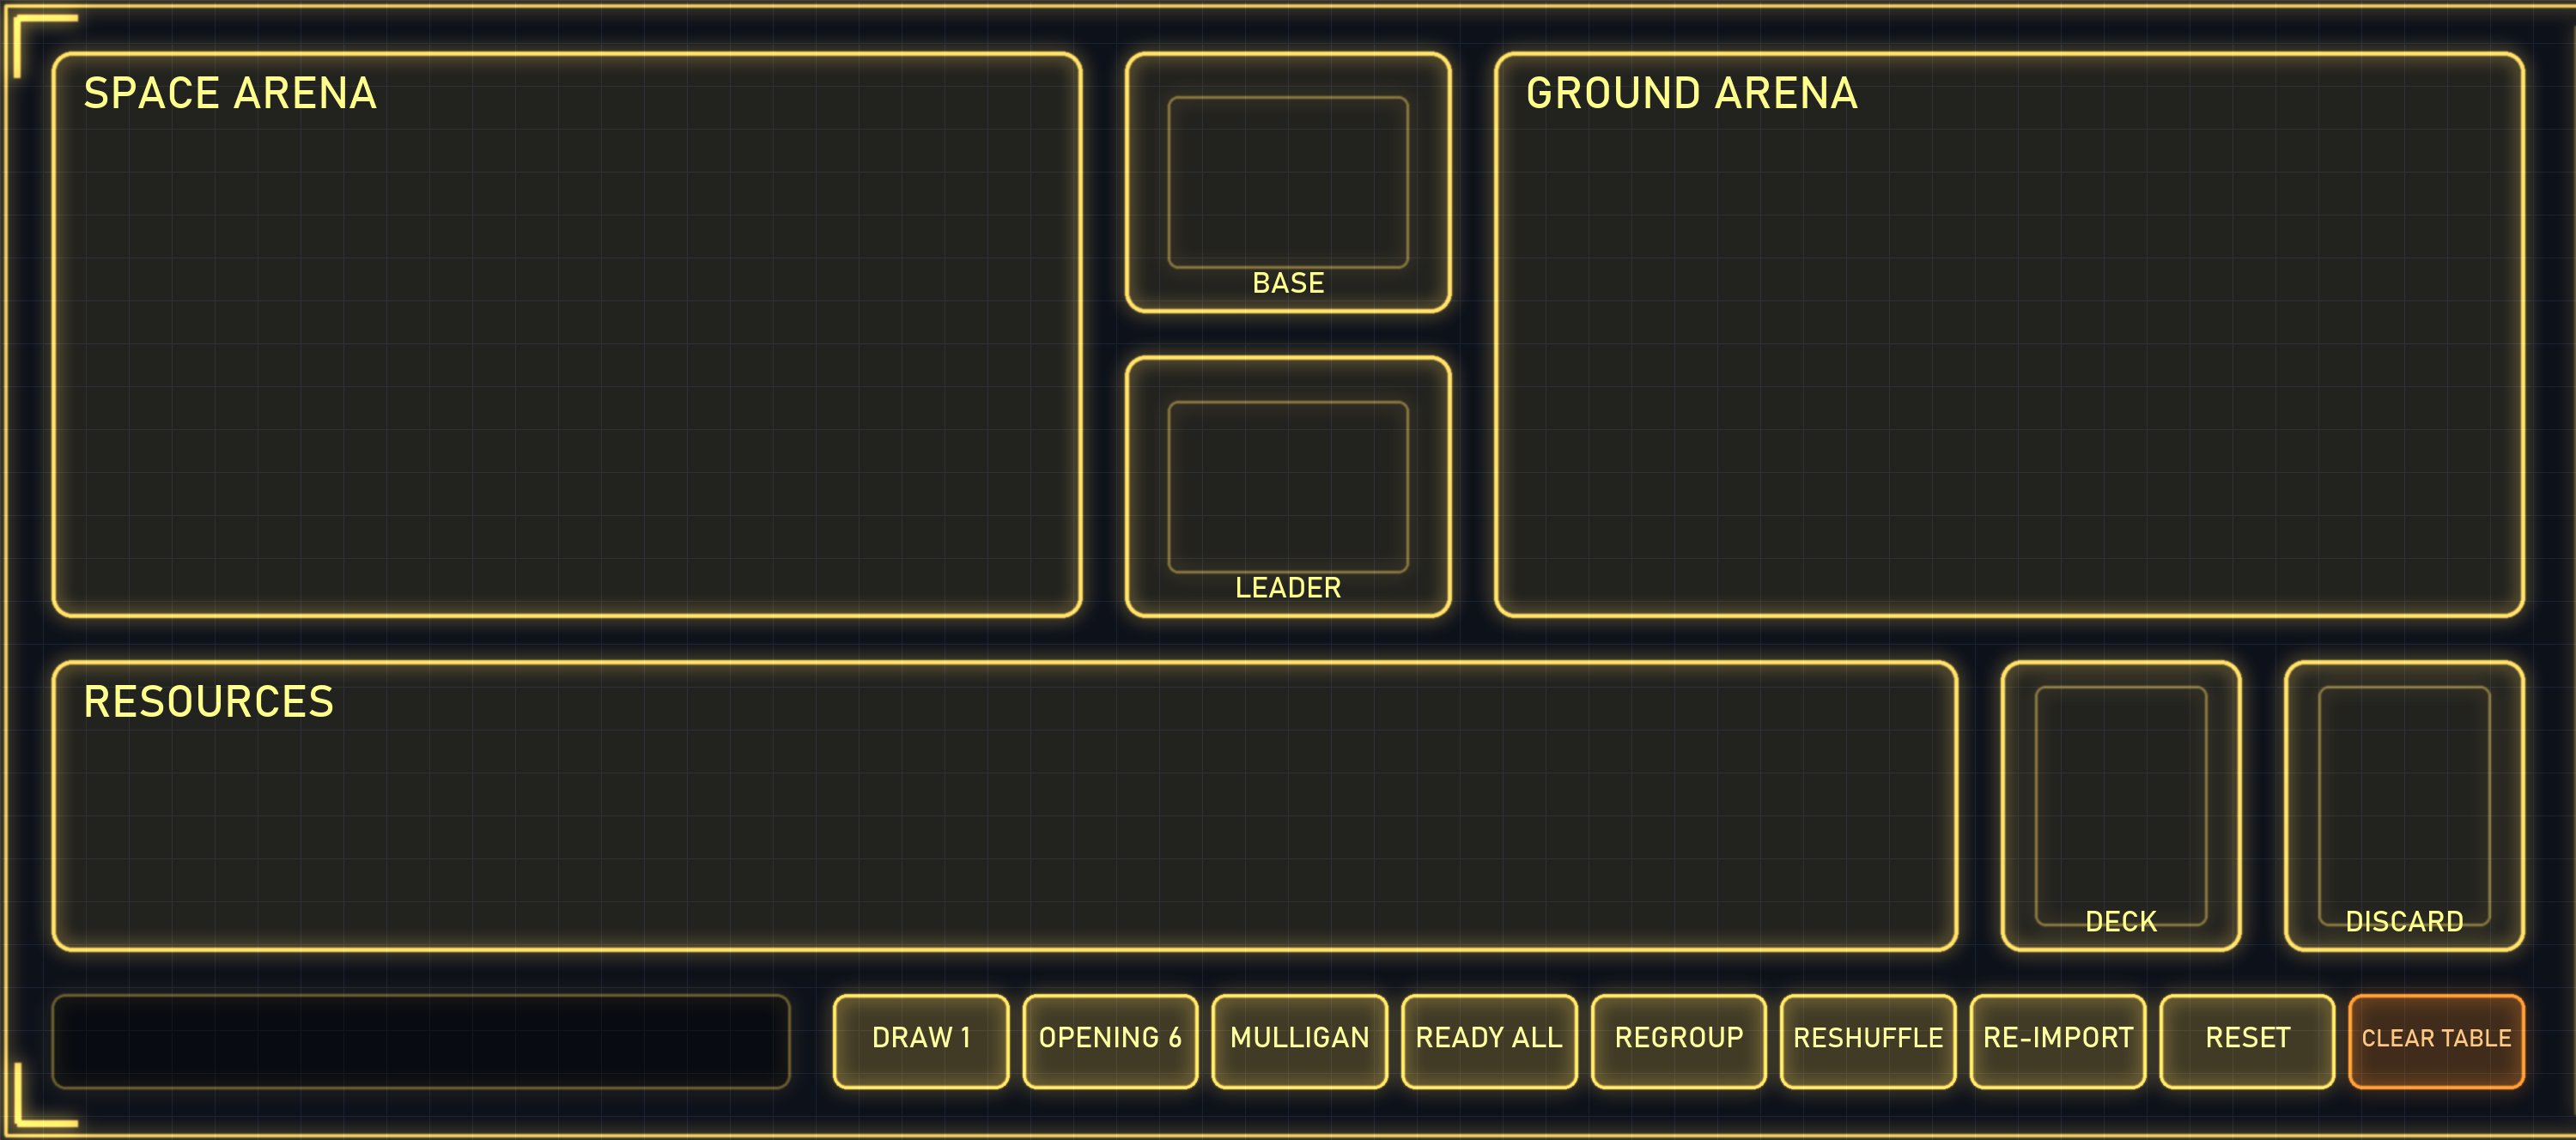 SPACE ARENA
BASE
GROUND ARENA
LEADER
RESOURCES
DECK
DISCARD
DRAW 1
OPENING 6
MULLIGAN
READY ALL
REGROUP
RESHUFFLE
RE-IMPORT
RESET
CLEAR TABLE